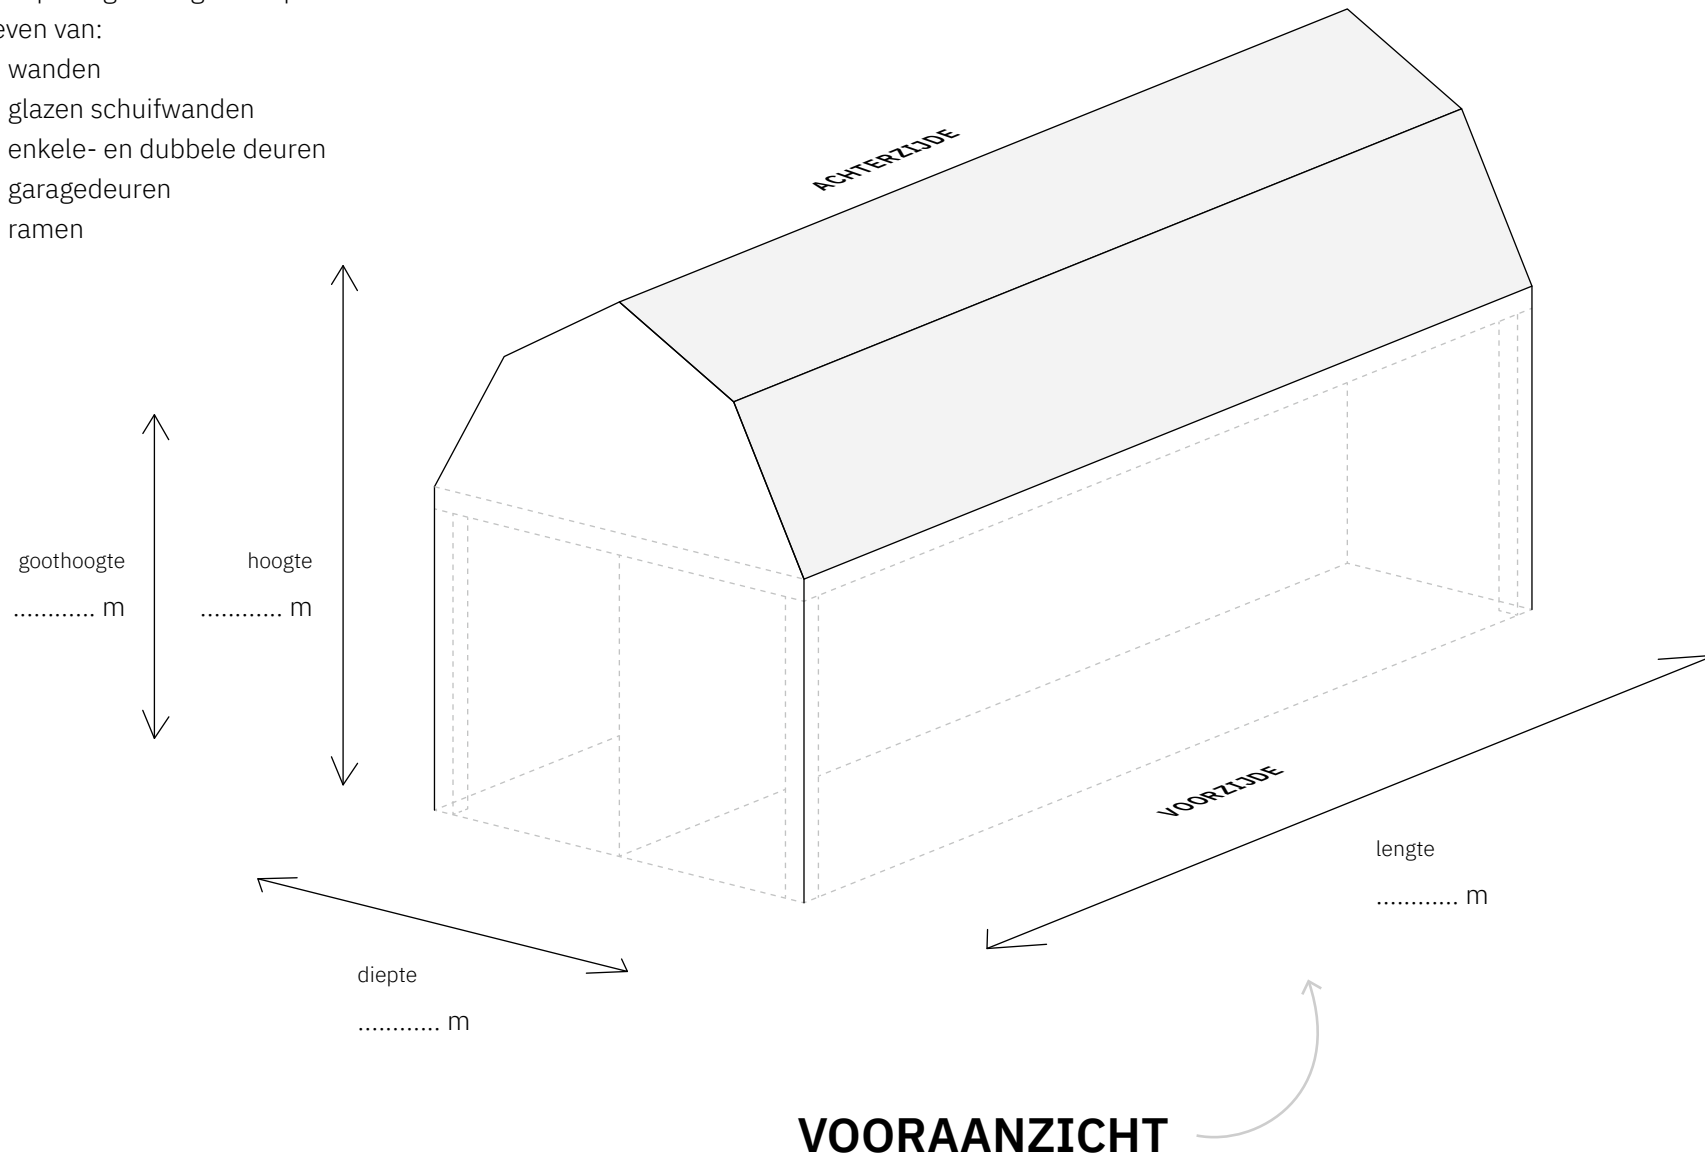 even van:
wanden
glazen schuifwanden
enkele- en dubbele deuren
garagedeuren
ramen
ACHTERZIJDE
goothoogte
............ m
hoogte
............ m
VOORZIJDE
lengte
............ m
diepte
............ m
VOORAANZICHT